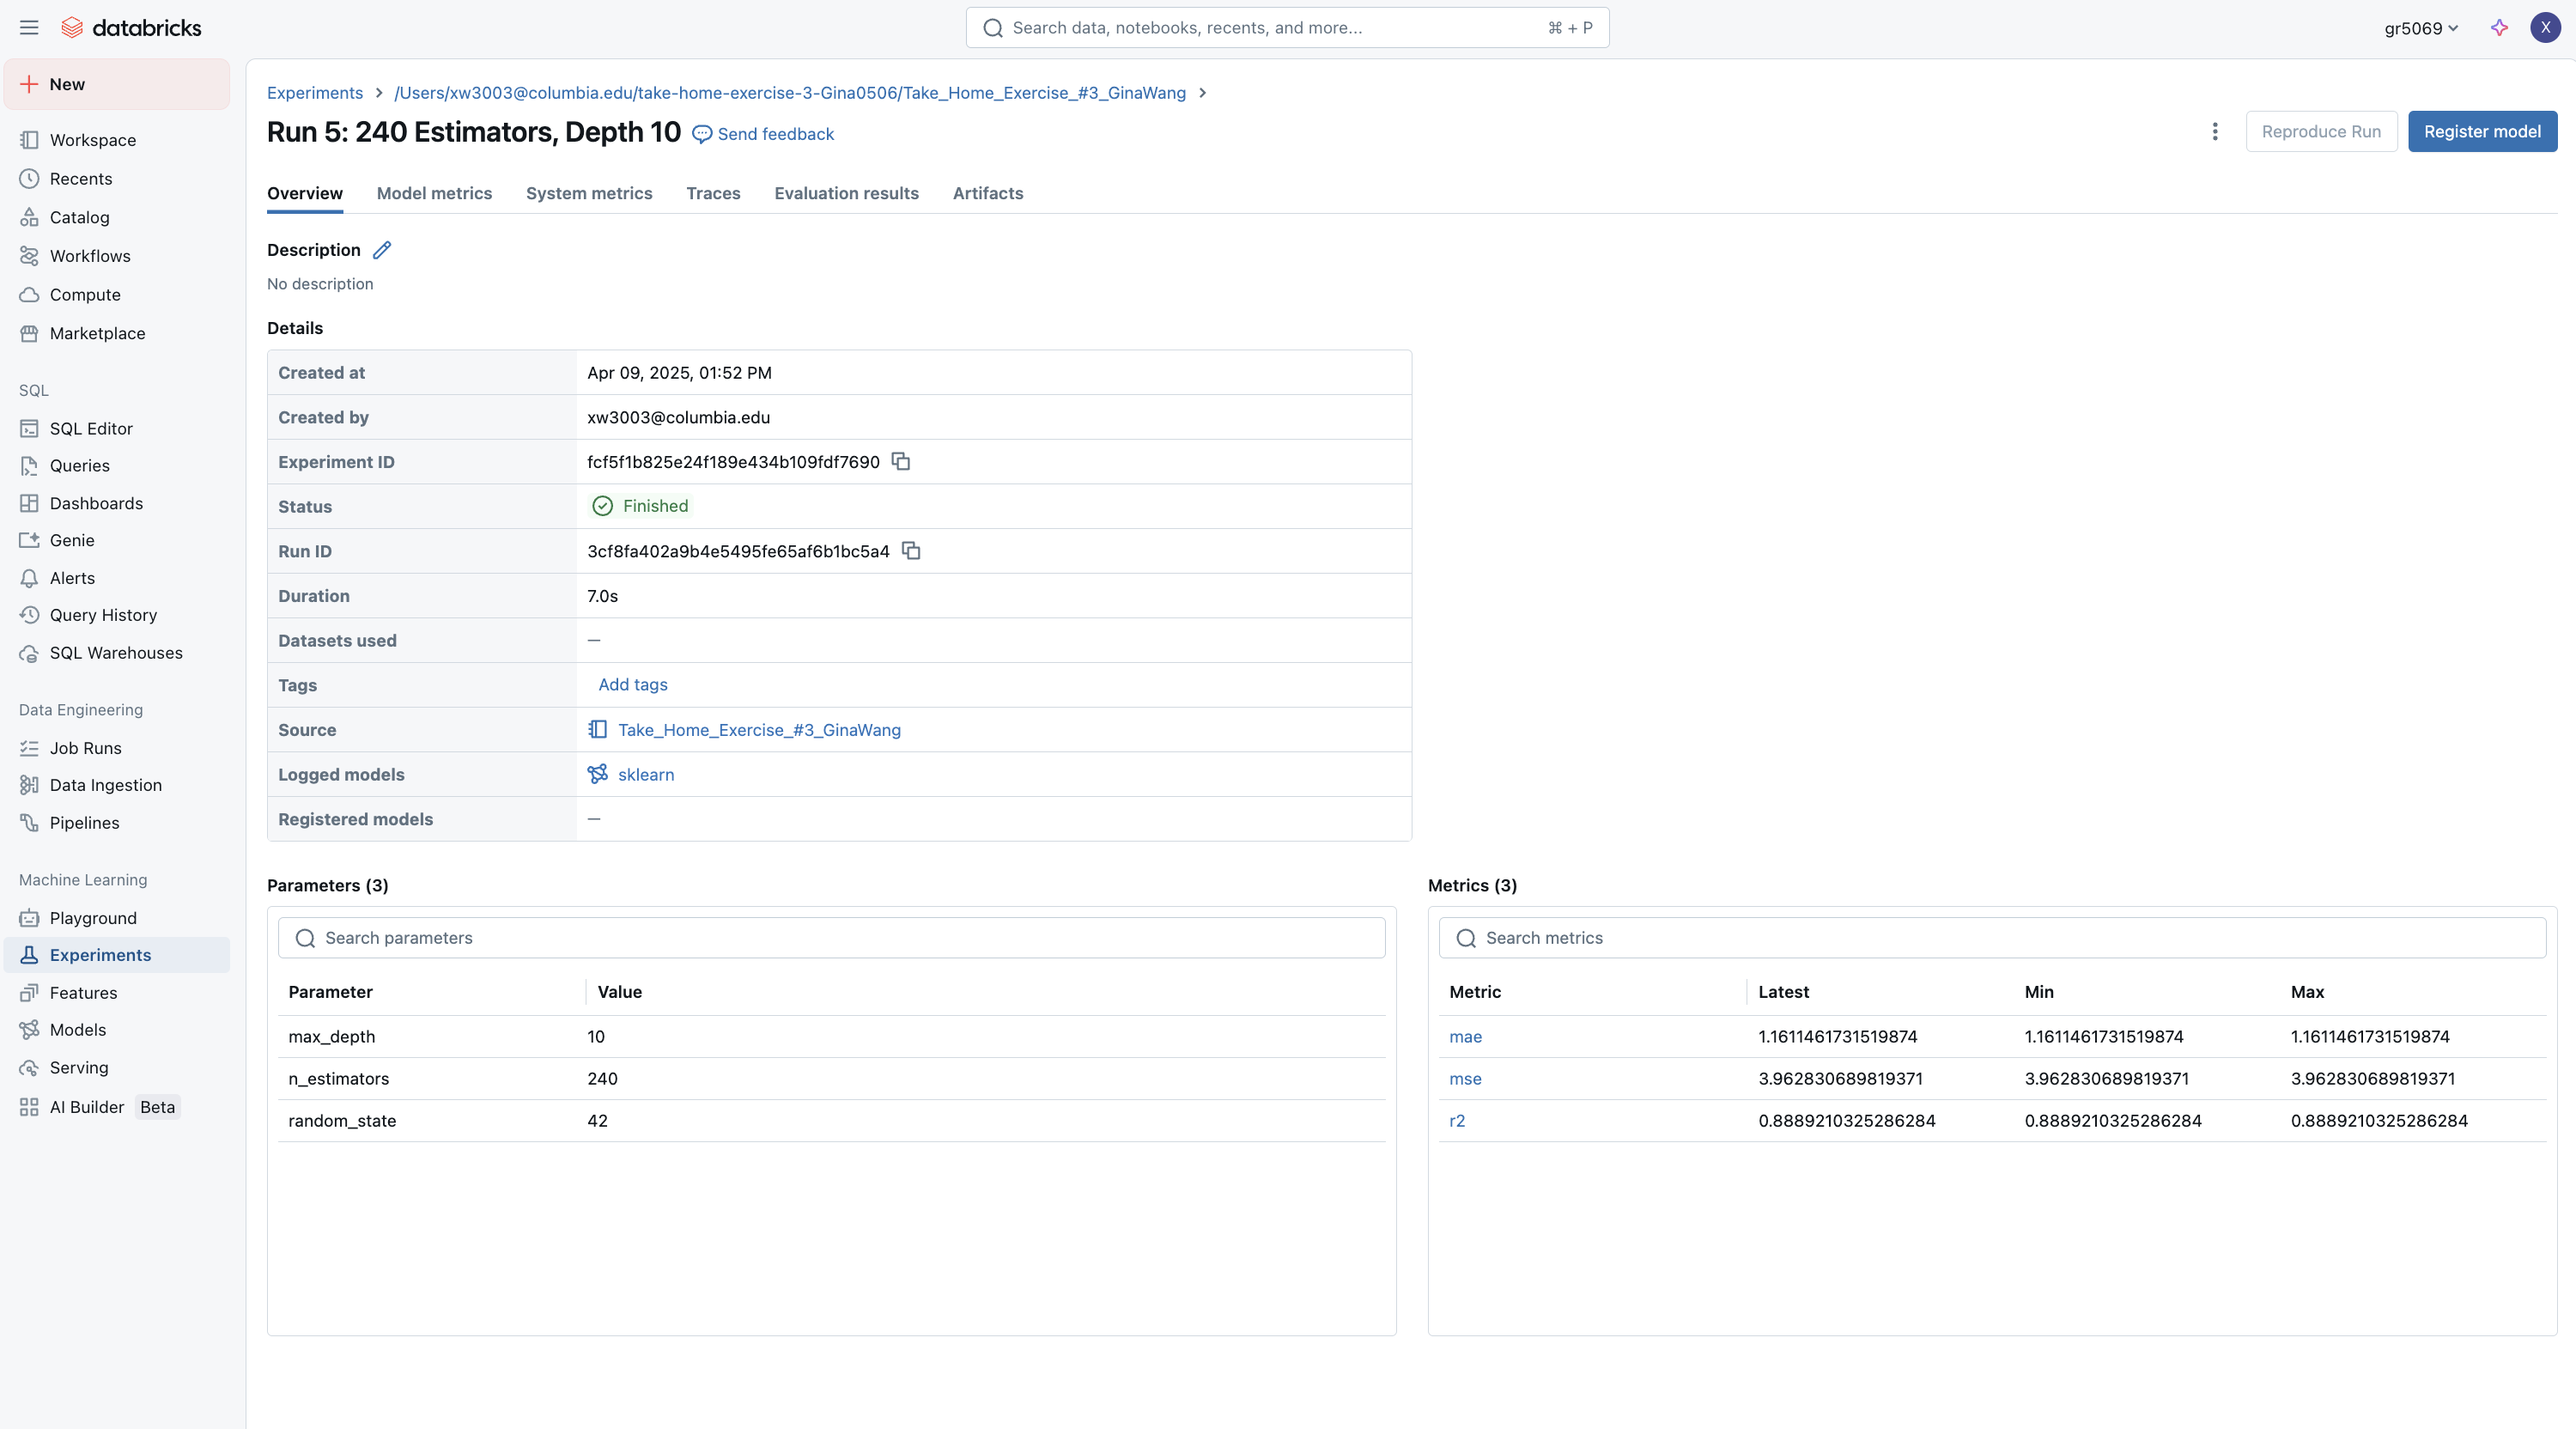 databricks
Search data, notebooks, recents, and more...
⌘ + P
gr5069
X
New
Workspace
Recents
Catalog
Workflows
Compute
Marketplace
SQL
SQL Editor
Queries
Dashboards
Genie
Alerts
Query History
SQL Warehouses
Data Engineering
Job Runs
Data Ingestion
Pipelines
Machine Learning
Playground
Experiments
Features
Models
Serving
AI Builder Beta
Experiments > /Users/xw3003@columbia.edu/take-home-exercise-3-Gina0506/Take_Home_Exercise_#3_GinaWang >
Run 5: 240 Estimators, Depth 10 Send feedback
Reproduce Run
Register model
Overview Model metrics System metrics Traces Evaluation results Artifacts
Description
No description
Details
Created at Apr 09, 2025, 01:52 PM
Created by xw3003@columbia.edu
Experiment ID fcf5f1b825e24f189e434b109fdf7690
Status Finished
Run ID 3cf8fa402a9b4e5495fe65af6b1bc5a4
Duration 7.0s
Datasets used —
Tags Add tags
Source Take_Home_Exercise_#3_GinaWang
Logged models sklearn
Registered models —
Parameters (3)
Search parameters
Parameter Value
max_depth 10
n_estimators 240
random_state 42
Metrics (3)
Search metrics
Metric Latest Min Max
mae 1.1611461731519874 1.1611461731519874 1.1611461731519874
mse 3.962830689819371 3.962830689819371 3.962830689819371
r2 0.8889210325286284 0.8889210325286284 0.8889210325286284